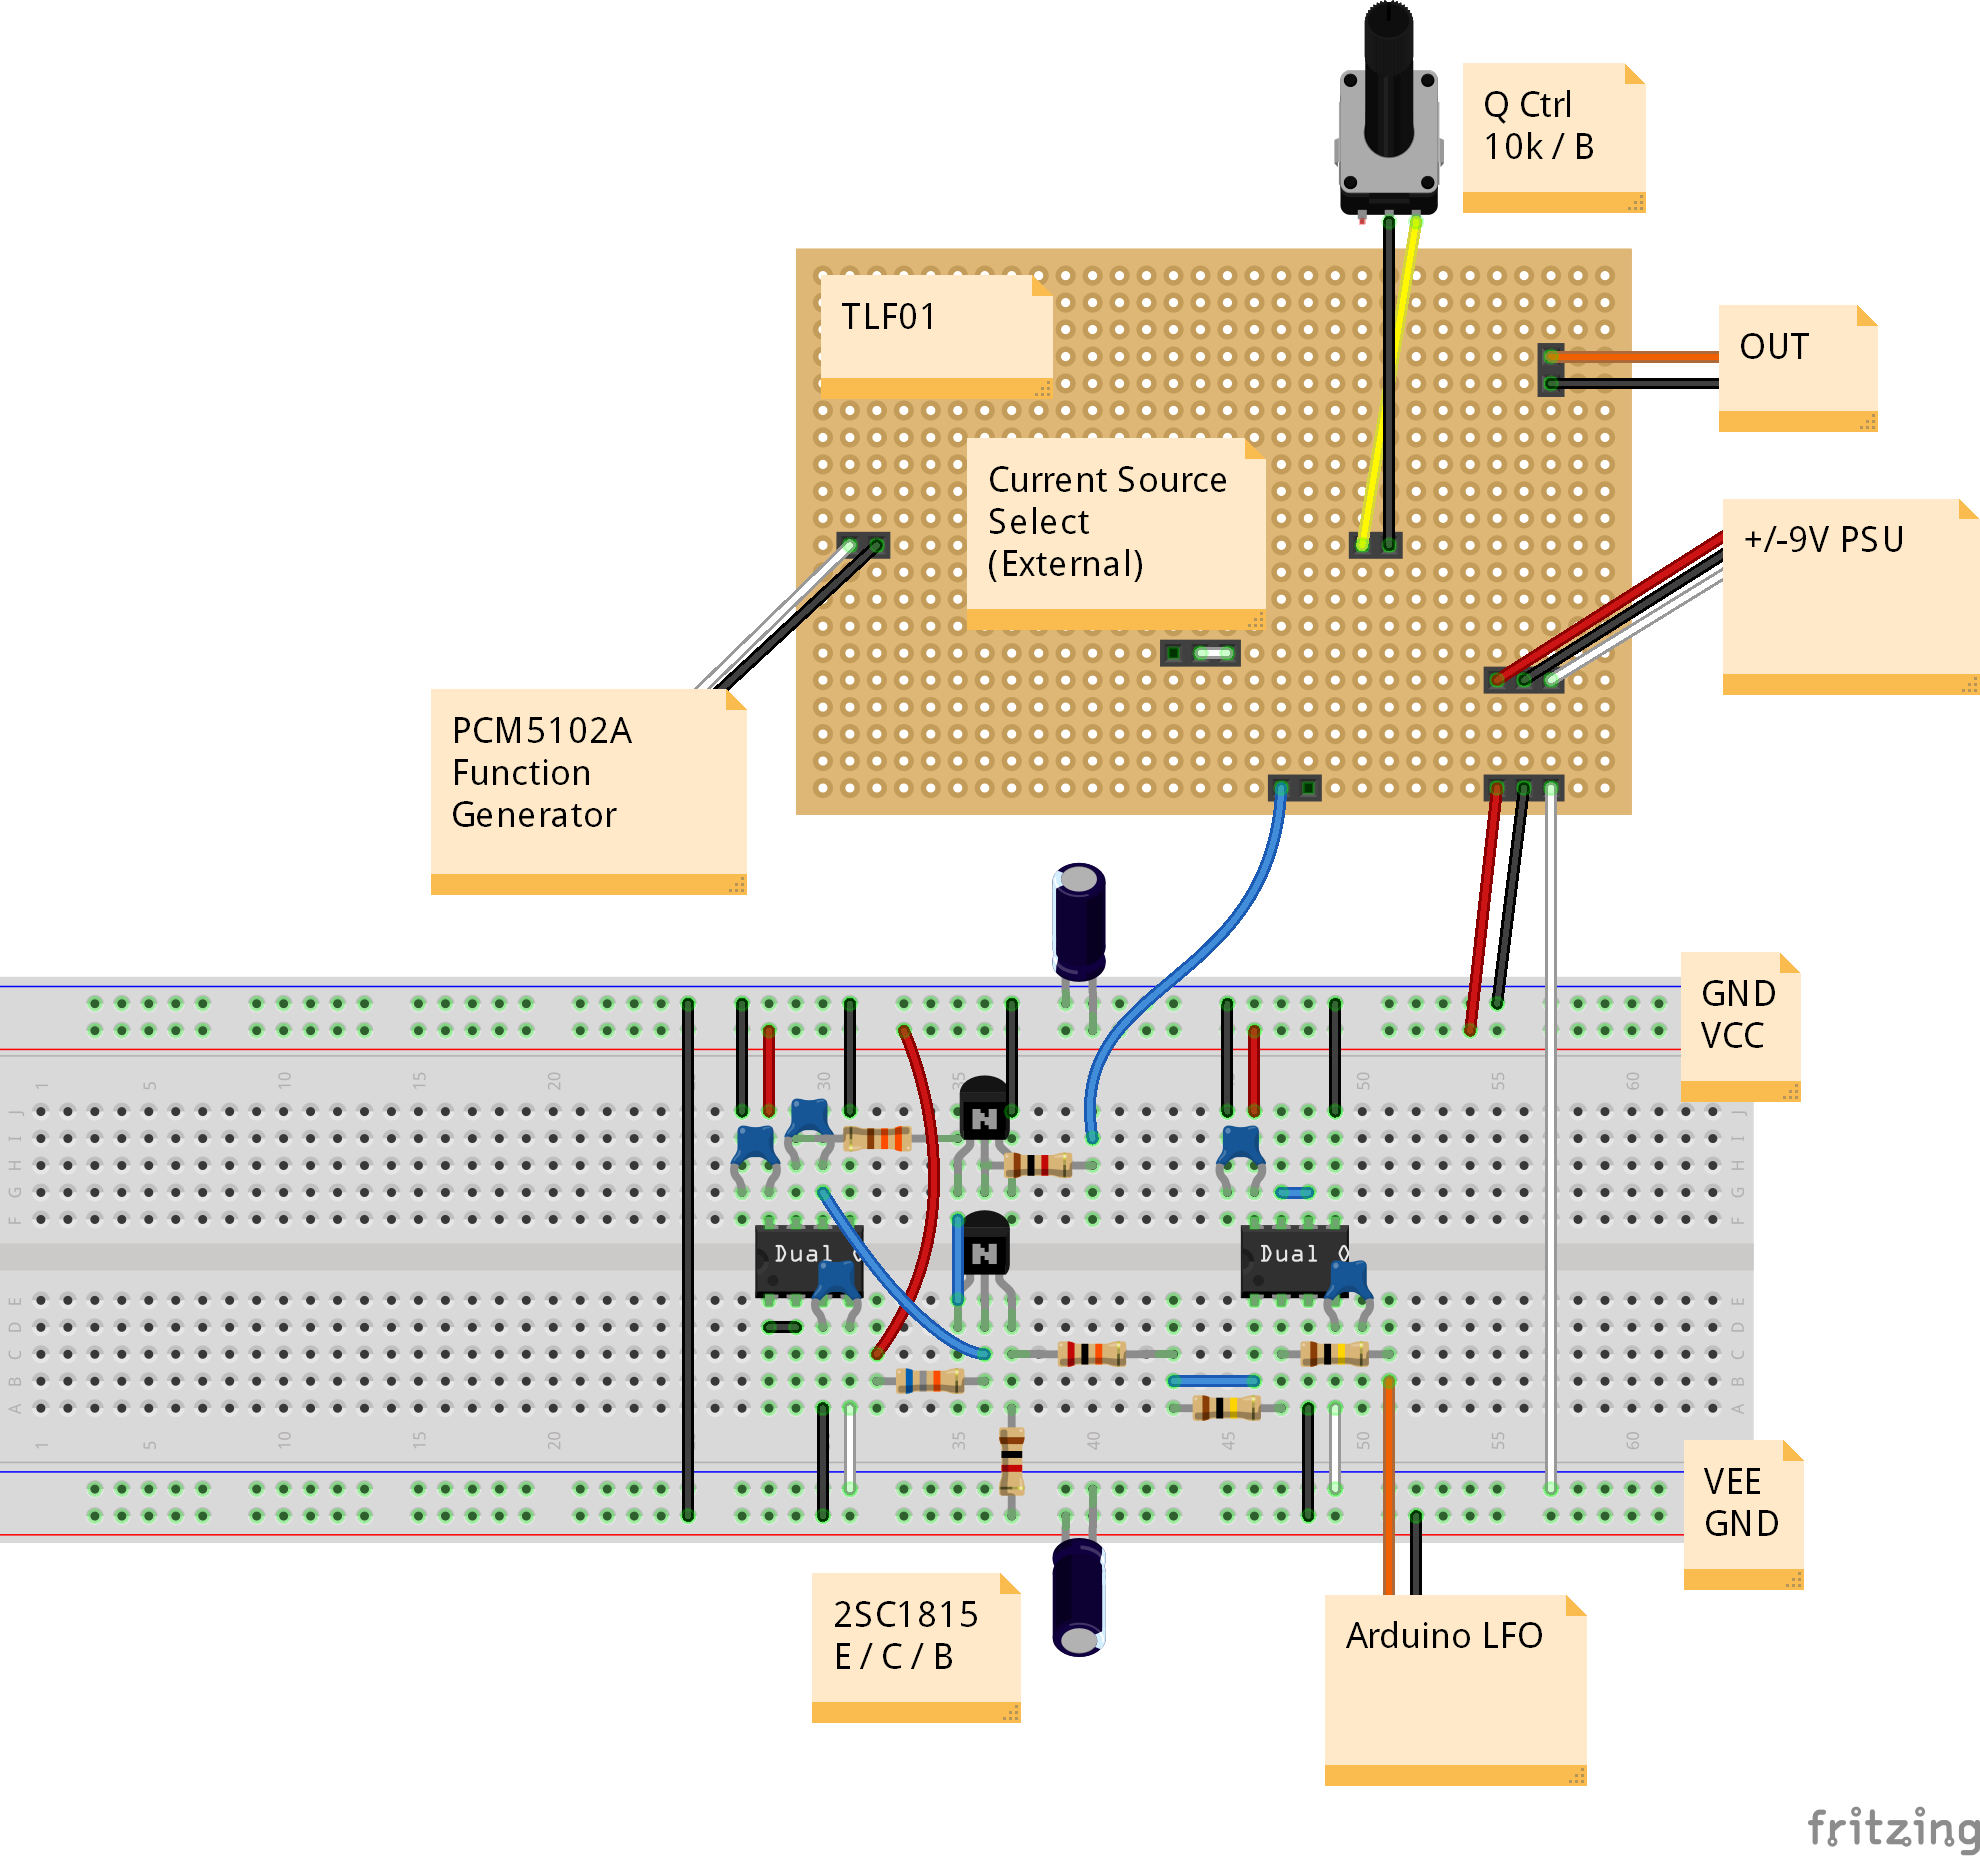 Q Ctrl
10k / B
TLF01
OUT
Current Source
Select
(External)
+/-9V PSU
PCM5102A
Function
Generator
GND
VCC
1 5 10 15 20 30 35 45 50 55 60
J J
I I
H H
G G
F F
Dual Dual
E E
D D
C C
B B
A A
1 5 10 15 20 35 40 45 50 55 60
VEE
GND
2SC1815
E / C / B
Arduino LFO
fritzing